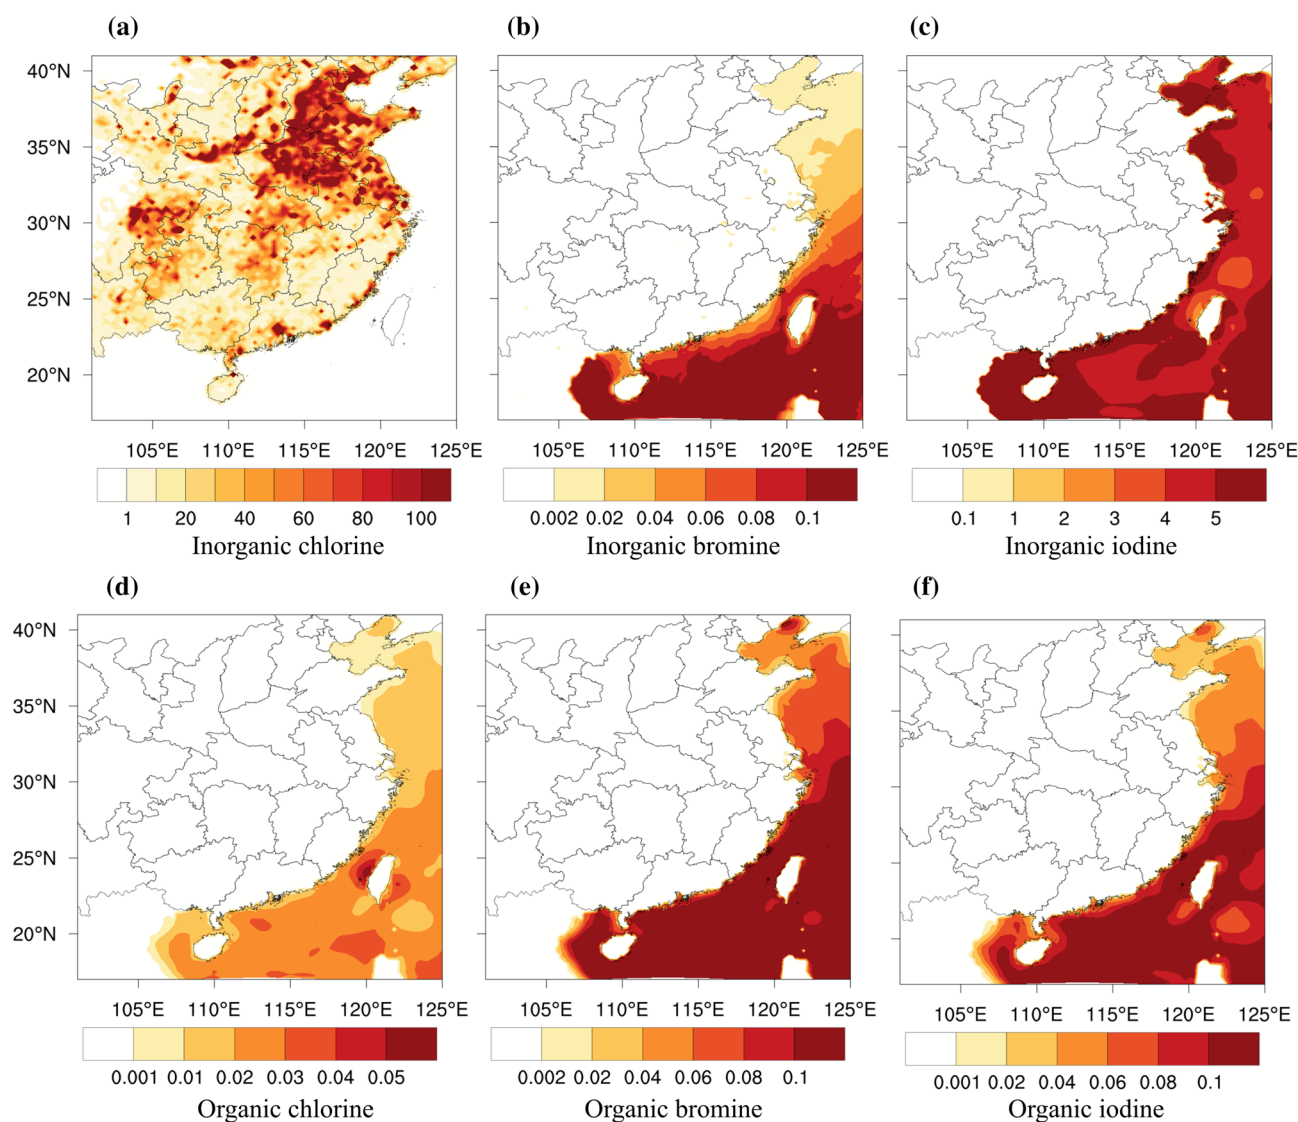 (a) (b) (c)
40°N
35°N
30°N
25°N
20°N
105°E 110°E 115°E 120°E 125°E 105°E 110°E 115°E 120°E 125°E 105°E 110°E 115°E 120°E 125°E
1 20 40 60 80 100 0.002 0.02 0.04 0.06 0.08 0.1 0.1 1 2 3 4 5
Inorganic chlorine Inorganic bromine Inorganic iodine
(d) (e) (f)
40°N
35°N
30°N
25°N
20°N
105°E 110°E 115°E 120°E 125°E 105°E 110°E 115°E 120°E 125°E 105°E 110°E 115°E 120°E 125°E
0.001 0.01 0.02 0.03 0.04 0.05 0.002 0.02 0.04 0.06 0.08 0.1 0.001 0.02 0.04 0.06 0.08 0.1
Organic chlorine Organic bromine Organic iodine